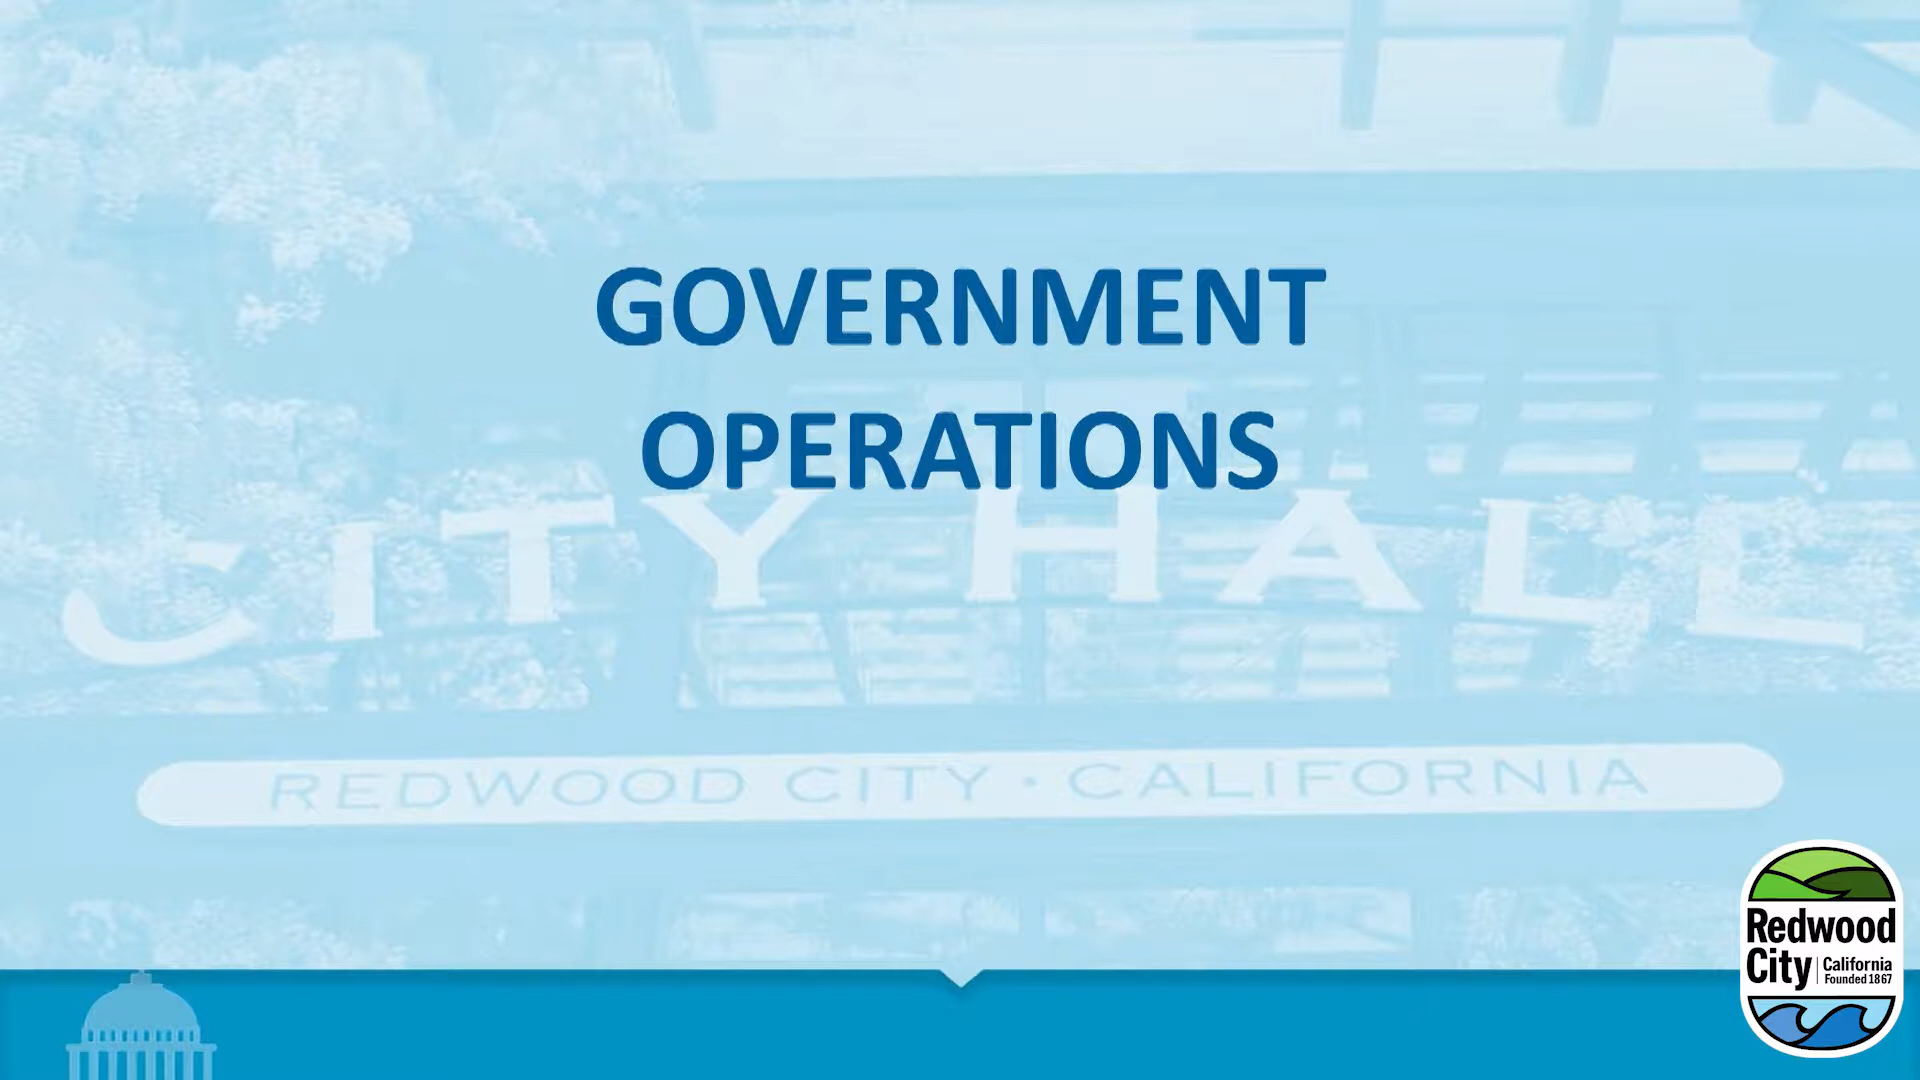 GOVERNMENT
OPERATIONS
CITY HALL
REDWOOD CITY • CALIFORNIA
Redwood
City | California
Founded 1867